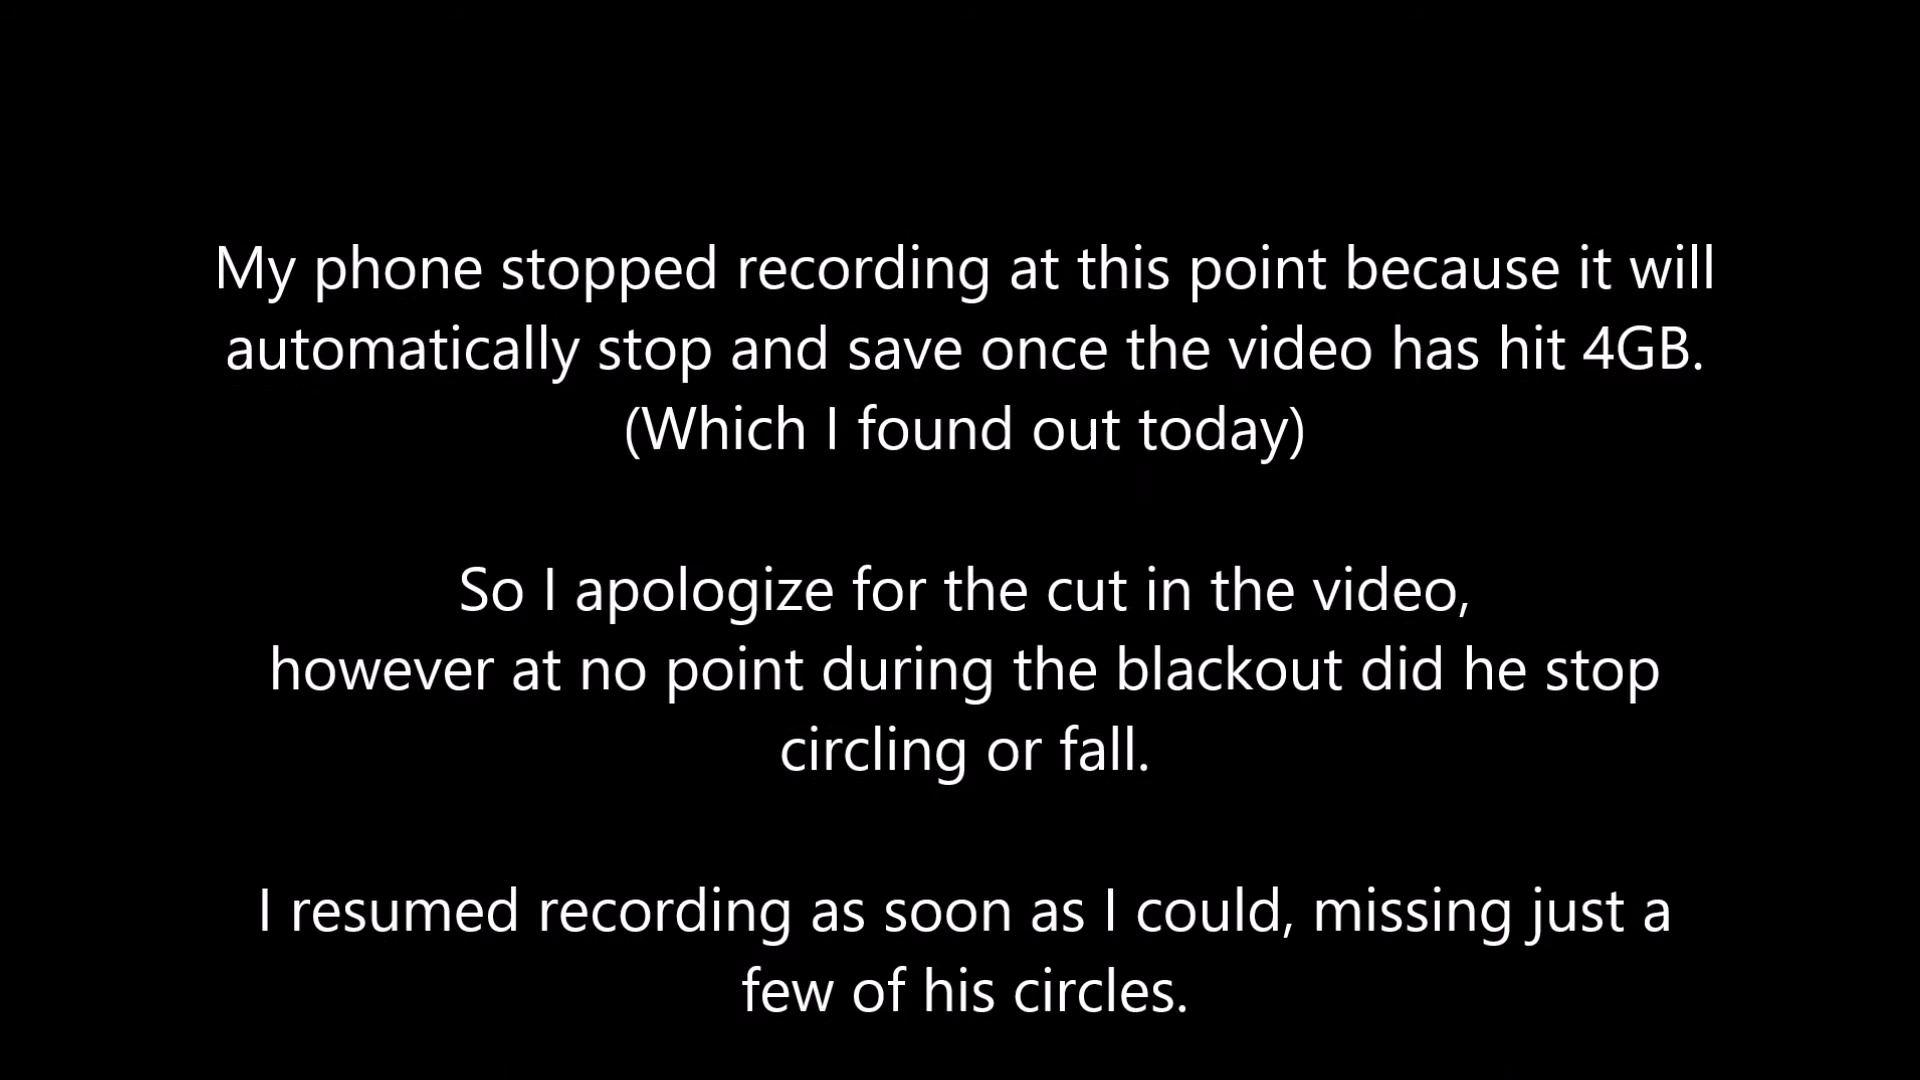 My phone stopped recording at this point because it will
automatically stop and save once the video has hit 4GB.
(Which I found out today)
So I apologize for the cut in the video,
however at no point during the blackout did he stop
circling or fall.
I resumed recording as soon as I could, missing just a
few of his circles.